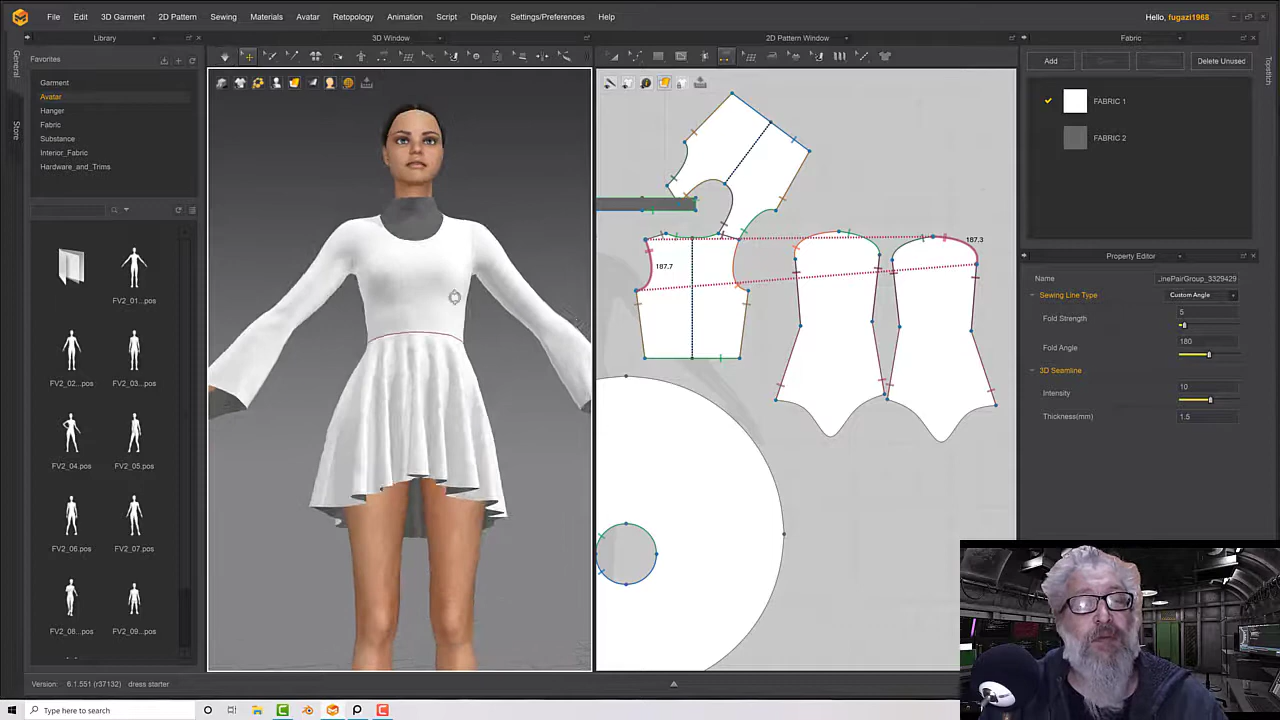 File Edit 3D Garment 2D Pattern Sewing Materials Avatar Retopology Animation Script Display Settings/Preferences Help
Hello, fugazi1968
Library
3D Window
2D Pattern Window
Fabric
General
Store
Topstitch
Favorites
Garment
Avatar
Hanger
Fabric
Substance
Interior_Fabric
Hardware_and_Trims
FV2_01...pos
FV2_02...pos
FV2_03...pos
FV2_04...pos
FV2_05...pos
FV2_06...pos
FV2_07...pos
FV2_08...pos
FV2_09...pos
187.7
187.3
Add
Delete Unused
FABRIC 1
FABRIC 2
Property Editor
Name
_inePairGroup_3329429
Sewing Line Type
Custom Angle
Fold Strength
5
Fold Angle
180
3D Seamline
Intensity
10
Thickness(mm)
1.5
Version: 6.1.551 (r37132)
dress starter
Type here to search